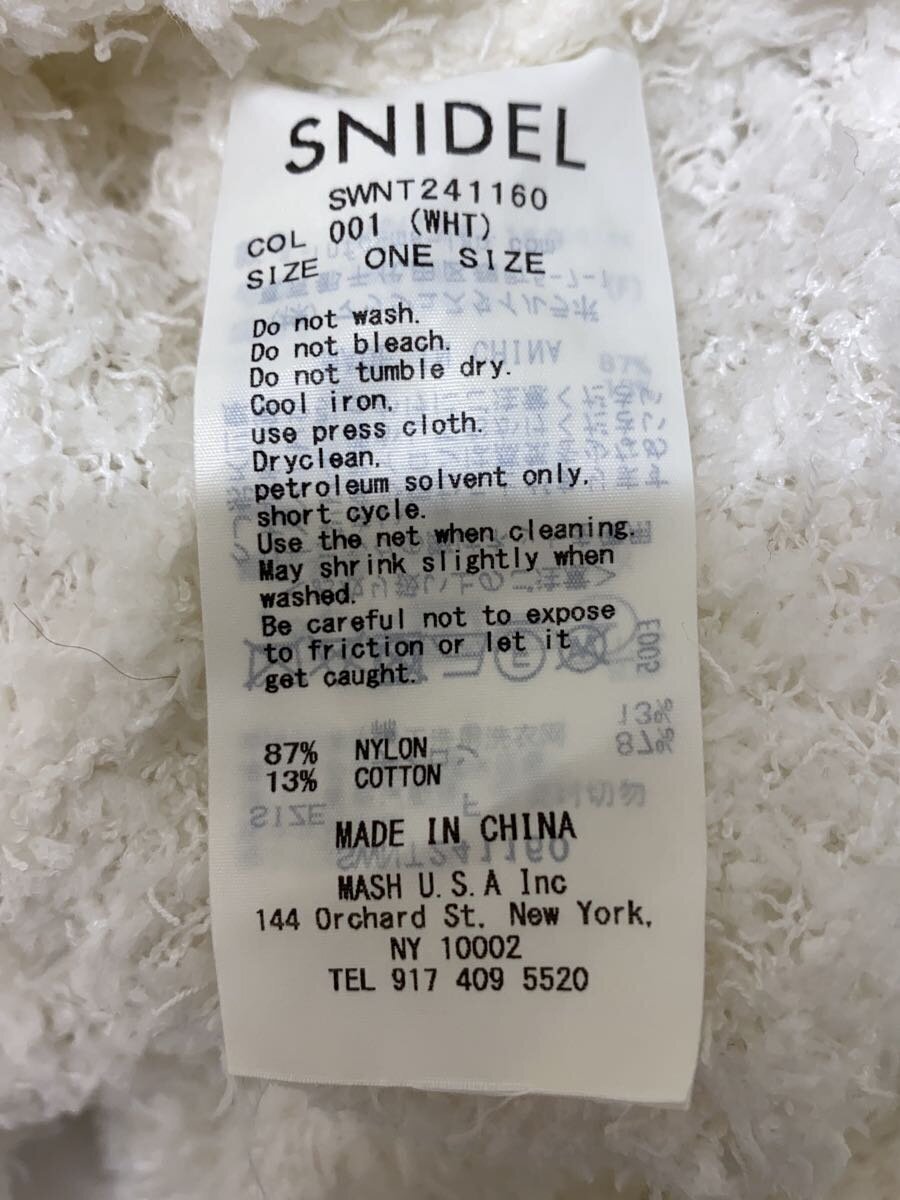 SNIDEL
SWNT241160
COL 001 (WHT)
SIZE ONE SIZE
Do not wash.
Do not bleach.
Do not tumble dry.
Cool iron,
use press cloth.
Dryclean,
petroleum solvent only,
short cycle.
Use the net when cleaning.
May shrink slightly when
washed.
Be careful not to expose
to friction or let it
get caught.
87% NYLON
13% COTTON
MADE IN CHINA
MASH U.S.A Inc
144 Orchard St. New York,
NY 10002
TEL 917 409 5520